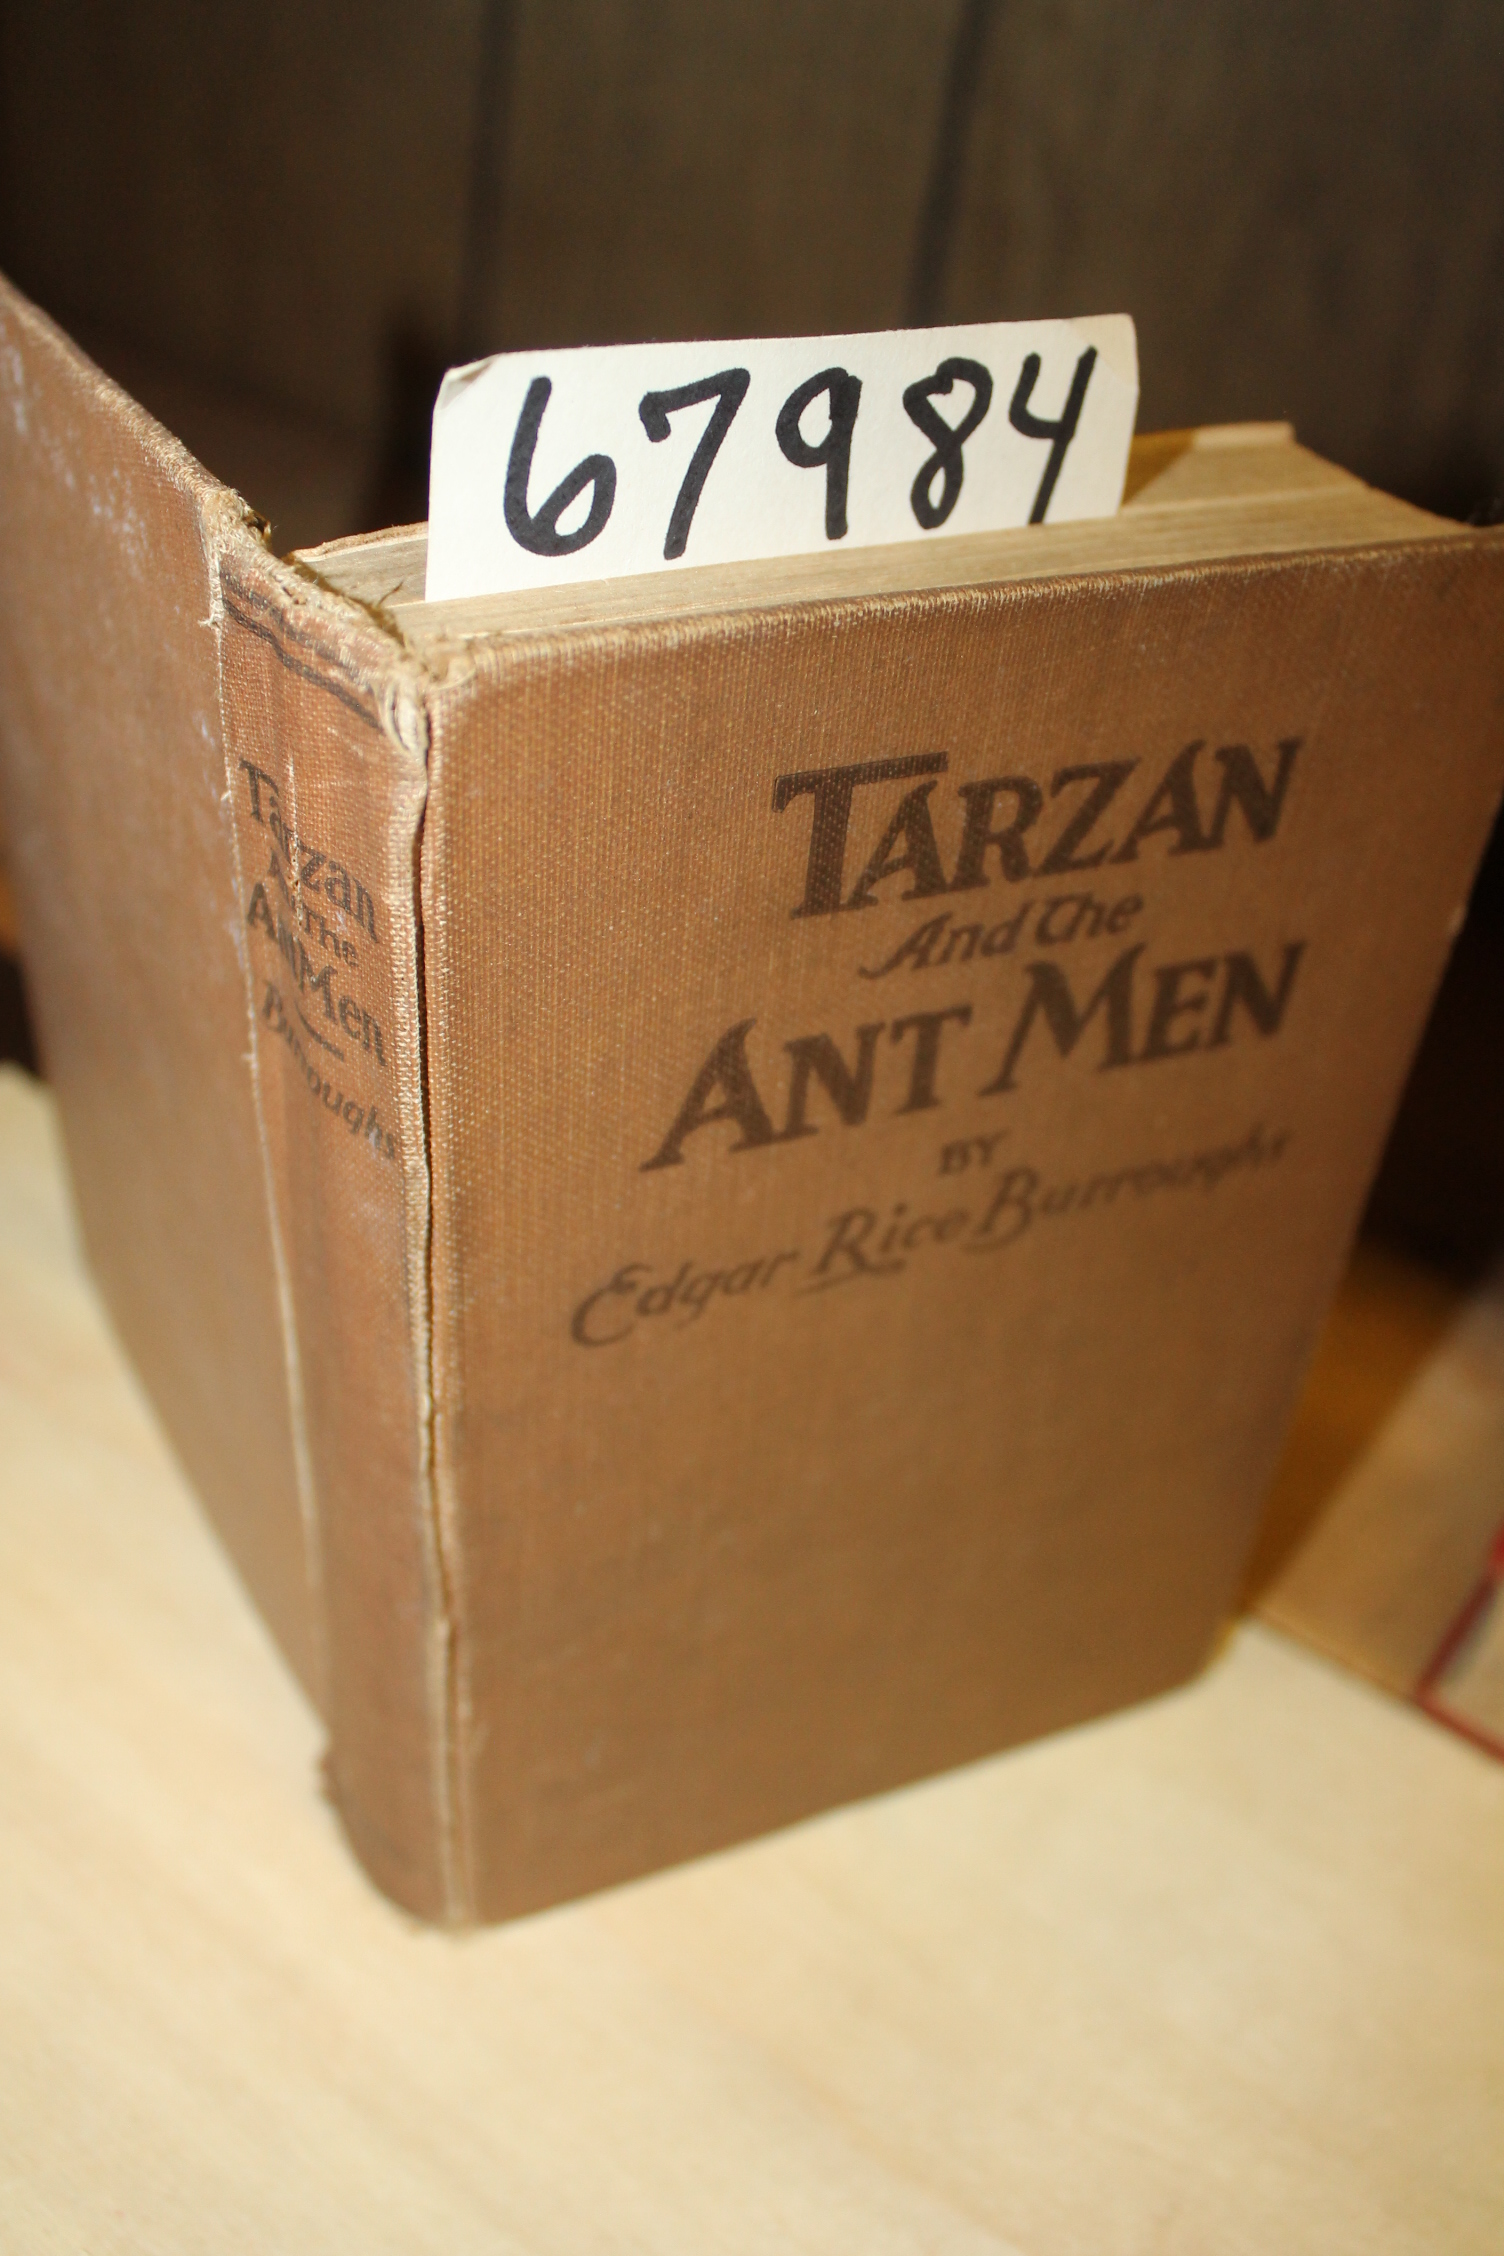 67984
Tarzan
And The
Ant Men
Burroughs
TARZAN
And The
ANT MEN
BY
Edgar Rice Burroughs